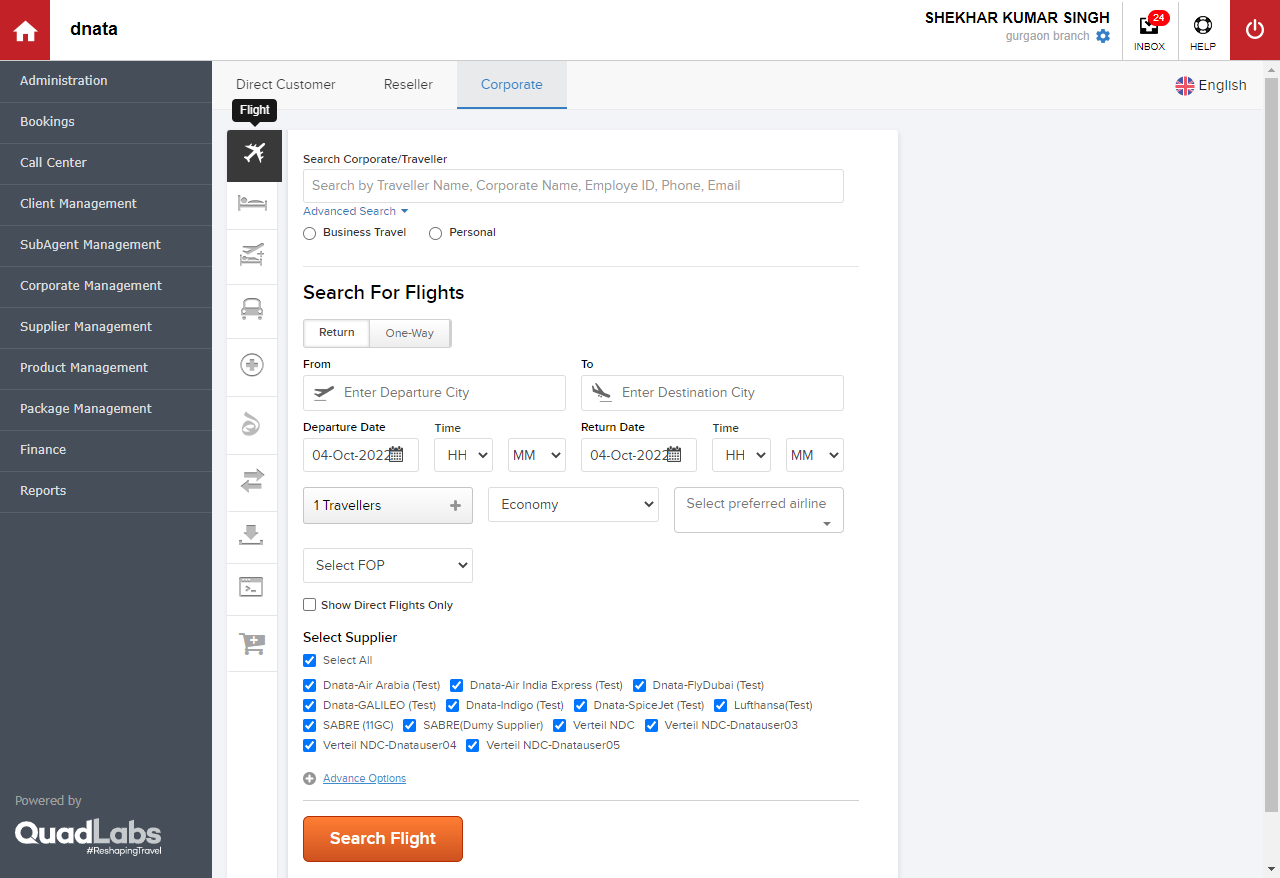 dnata
SHEKHAR KUMAR SINGH
gurgaon branch
24
INBOX
HELP
Administration
Bookings
Call Center
Client Management
SubAgent Management
Corporate Management
Supplier Management
Product Management
Package Management
Finance
Reports
Powered by
QuadLabs
#ReshapingTravel
Direct Customer Reseller Corporate
English
Flight
Search Corporate/Traveller
Search by Traveller Name, Corporate Name, Employe ID, Phone, Email
Advanced Search
Business Travel Personal
Search For Flights
Return One-Way
From To
Enter Departure City Enter Destination City
Departure Date Time Return Date Time
04-Oct-2022 HH MM 04-Oct-2022 HH MM
1 Travellers Economy Select preferred airline
Select FOP
Show Direct Flights Only
Select Supplier
Select All
Dnata-Air Arabia (Test) Dnata-Air India Express (Test) Dnata-FlyDubai (Test)
Dnata-GALILEO (Test) Dnata-Indigo (Test) Dnata-SpiceJet (Test) Lufthansa(Test)
SABRE (11GC) SABRE(Dumy Supplier) Verteil NDC Verteil NDC-Dnatauser03
Verteil NDC-Dnatauser04 Verteil NDC-Dnatauser05
Advance Options
Search Flight